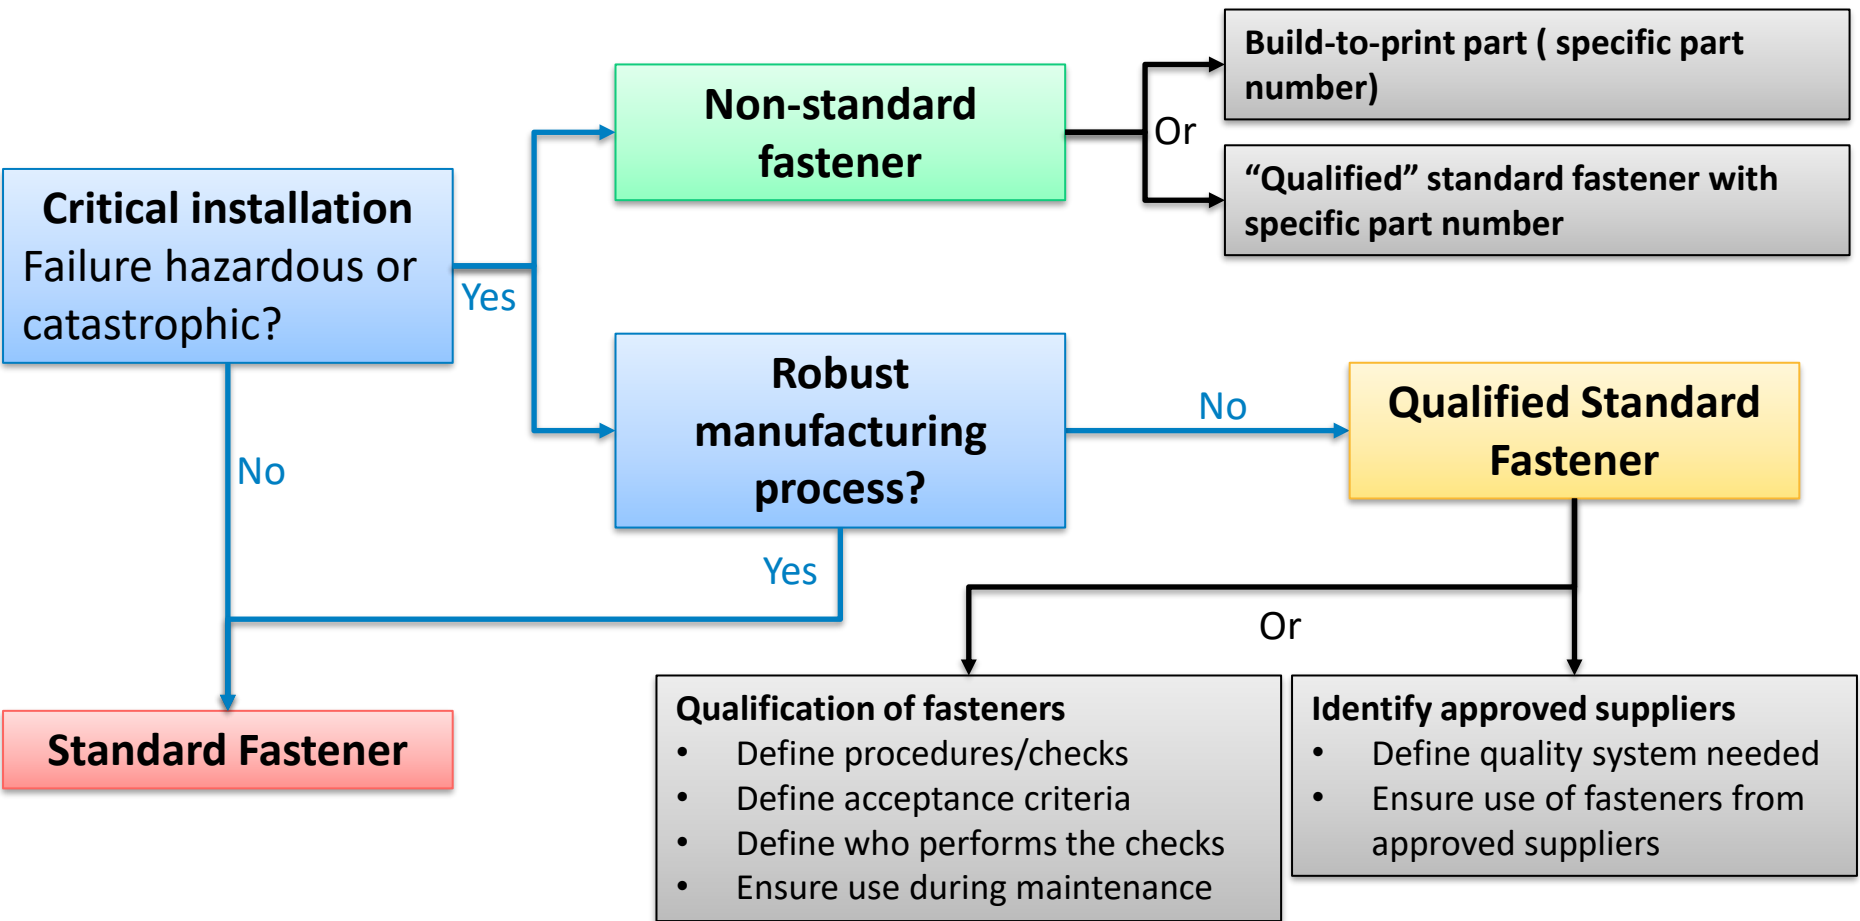 Build-to-print part ( specific part
number)
Non-standard
fastener
Or
“Qualified” standard fastener with
specific part number
Critical installation
Failure hazardous or
catastrophic?
Yes
Robust
manufacturing
process?
No
Qualified Standard
Fastener
No
Yes
Or
Standard Fastener
Qualification of fasteners
• Define procedures/checks
• Define acceptance criteria
• Define who performs the checks
• Ensure use during maintenance
Identify approved suppliers
• Define quality system needed
• Ensure use of fasteners from
approved suppliers